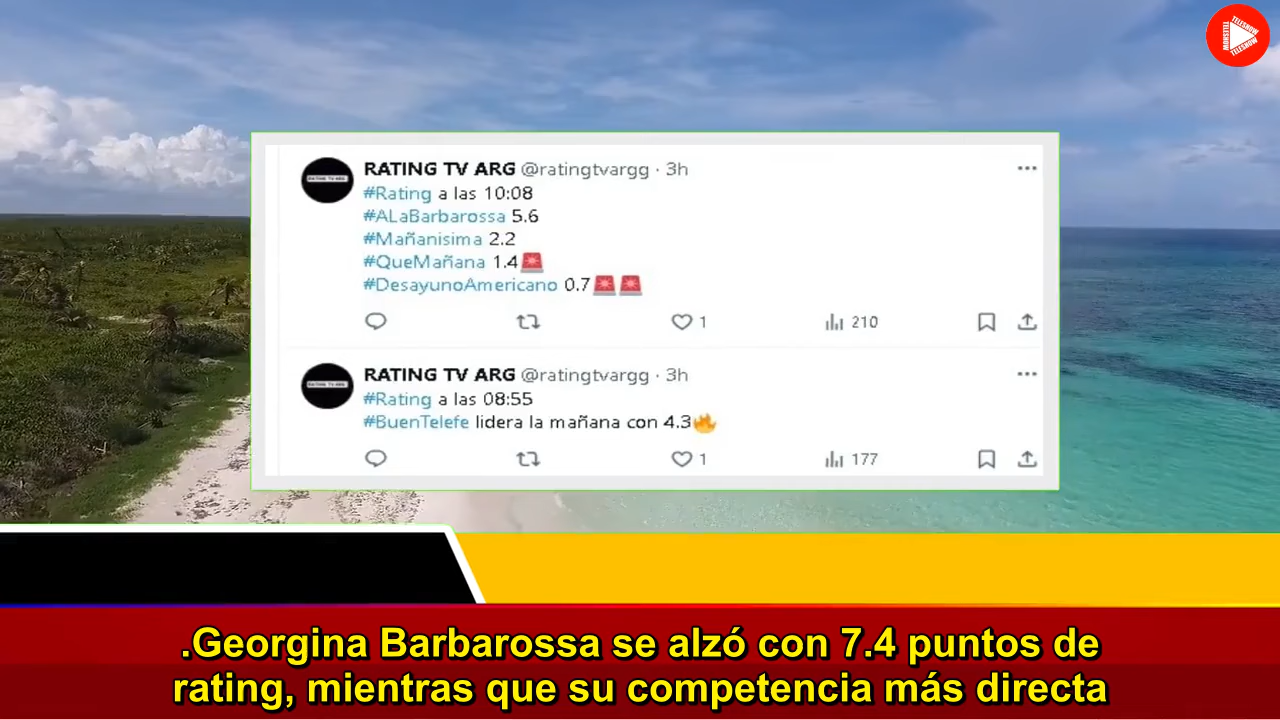 TELESHOW
TELESHOW
TELESHOW
RATING TV ARG @ratingtvargg · 3h
#Rating a las 10:08
#ALaBarbarossa 5.6
#Mañanisima 2.2
#QueMañana 1.4🚨
#DesayunoAmericano 0.7🚨🚨
1
210
RATING TV ARG @ratingtvargg · 3h
#Rating a las 08:55
#BuenTelefe lidera la mañana con 4.3🔥
1
177
.Georgina Barbarossa se alzó con 7.4 puntos de
rating, mientras que su competencia más directa